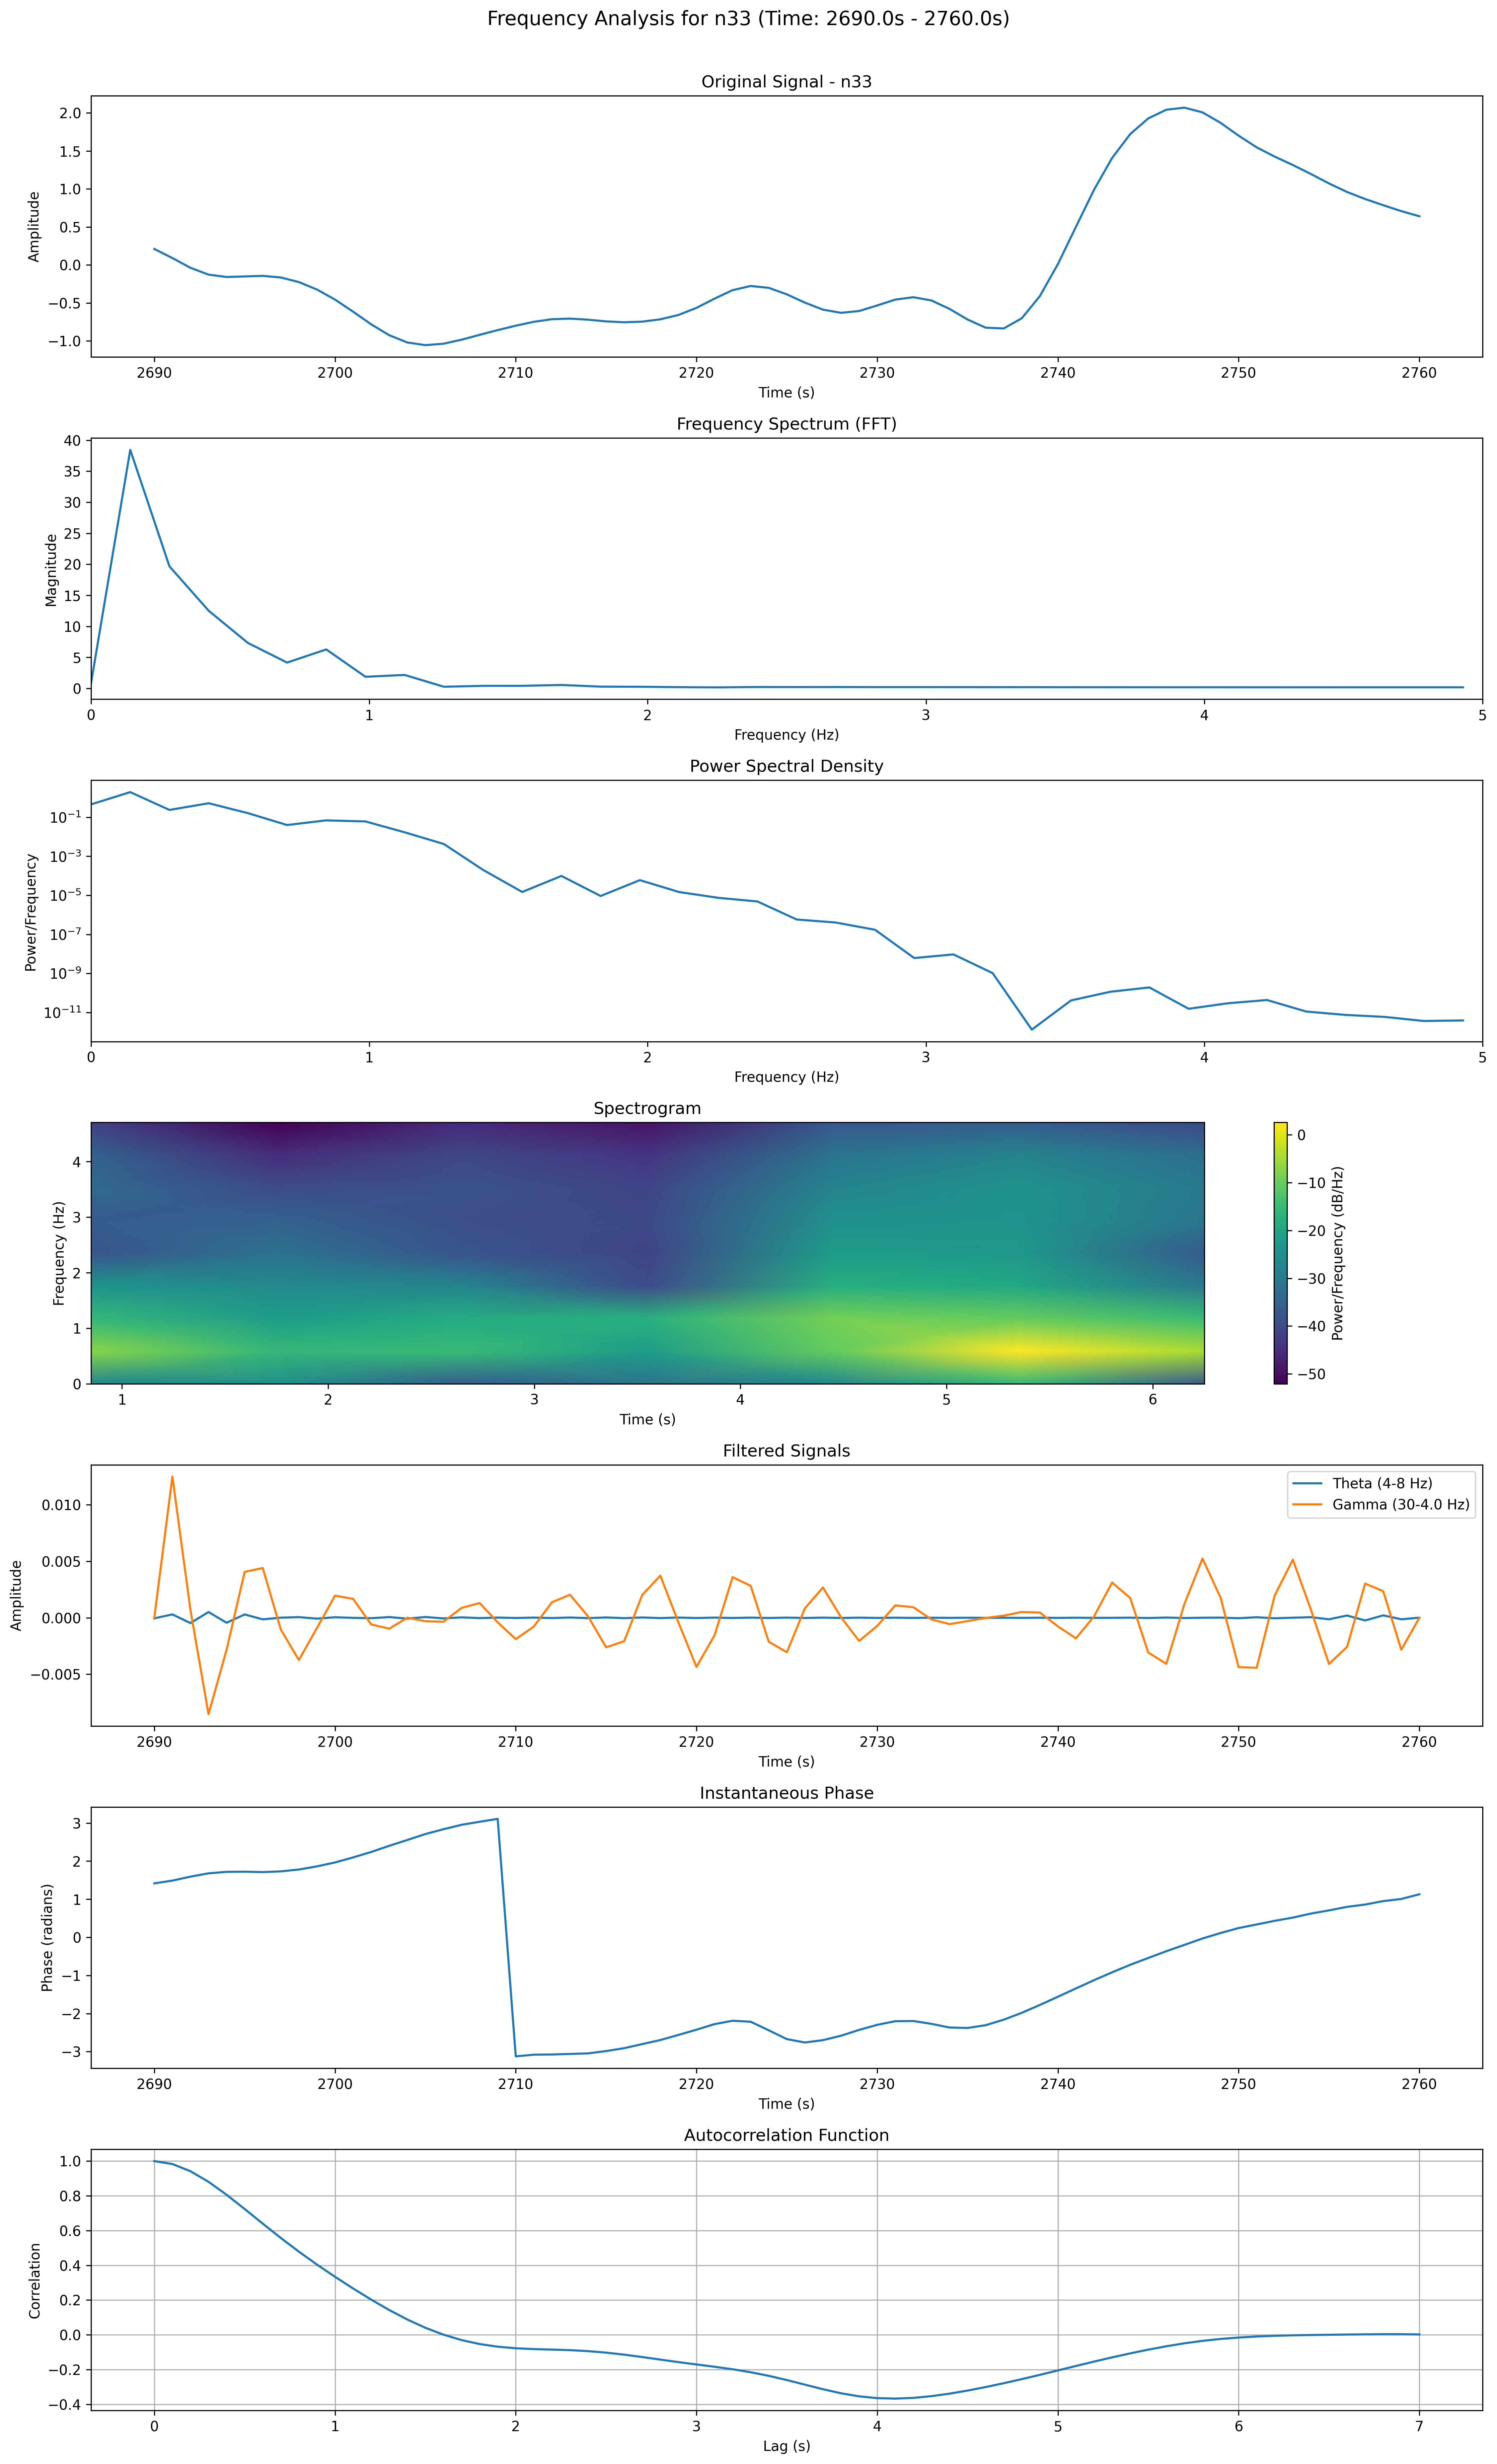 Frequency Analysis for n33 (Time: 2690.0s - 2760.0s)
Original Signal - n33
2.0
1.5
1.0
0.5
0.0
−0.5
−1.0
Amplitude
2690 2700 2710 2720 2730 2740 2750 2760
Time (s)
Frequency Spectrum (FFT)
40
35
30
25
20
15
10
5
0
Magnitude
0 1 2 3 4 5
Frequency (Hz)
Power Spectral Density
10⁻¹
10⁻³
10⁻⁵
10⁻⁷
10⁻⁹
10⁻¹¹
Power/Frequency
0 1 2 3 4 5
Frequency (Hz)
Spectrogram
4
3
2
1
0
Frequency (Hz)
1 2 3 4 5 6
Time (s)
0
−10
−20
−30
−40
−50
Power/Frequency (dB/Hz)
Filtered Signals
Theta (4-8 Hz)
Gamma (30-4.0 Hz)
0.010
0.005
0.000
−0.005
Amplitude
2690 2700 2710 2720 2730 2740 2750 2760
Time (s)
Instantaneous Phase
3
2
1
0
−1
−2
−3
Phase (radians)
2690 2700 2710 2720 2730 2740 2750 2760
Time (s)
Autocorrelation Function
1.0
0.8
0.6
0.4
0.2
0.0
−0.2
−0.4
Correlation
0 1 2 3 4 5 6 7
Lag (s)